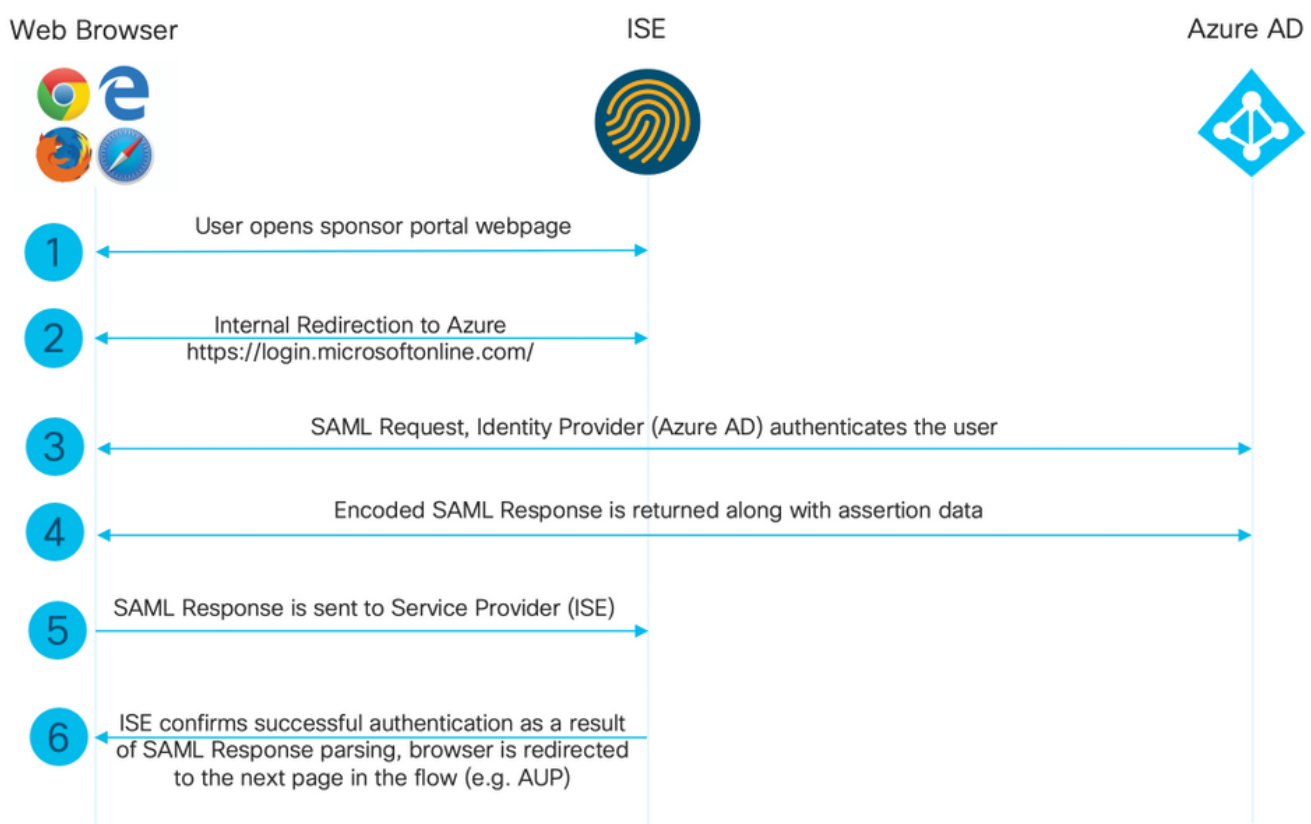 Web Browser
ISE
Azure AD
1
User opens sponsor portal webpage
2
Internal Redirection to Azure
https://login.microsoftonline.com/
3
SAML Request, Identity Provider (Azure AD) authenticates the user
4
Encoded SAML Response is returned along with assertion data
5
SAML Response is sent to Service Provider (ISE)
6
ISE confirms successful authentication as a result
of SAML Response parsing, browser is redirected
to the next page in the flow (e.g. AUP)